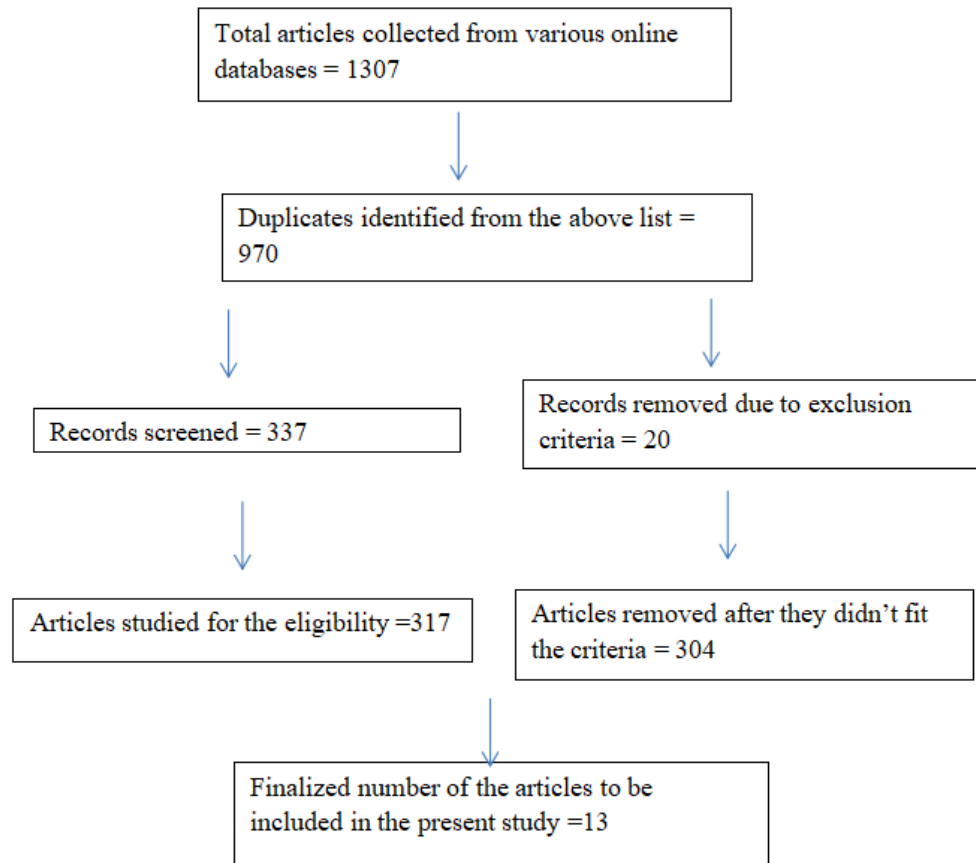 Total articles collected from various online
databases = 1307
Duplicates identified from the above list =
970
Records screened = 337
Records removed due to exclusion
criteria = 20
Articles studied for the eligibility =317
Articles removed after they didn’t fit
the criteria = 304
Finalized number of the articles to be
included in the present study =13